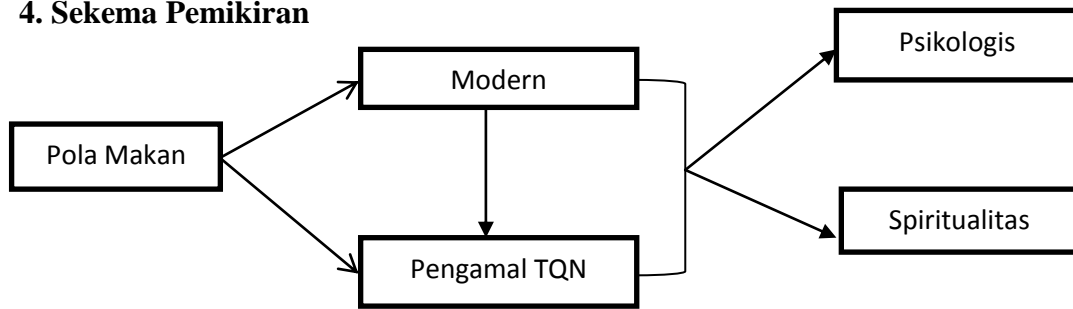 4. Sekema Pemikiran
Psikologis
Modern
Pola Makan
Spiritualitas
Pengamal TQN